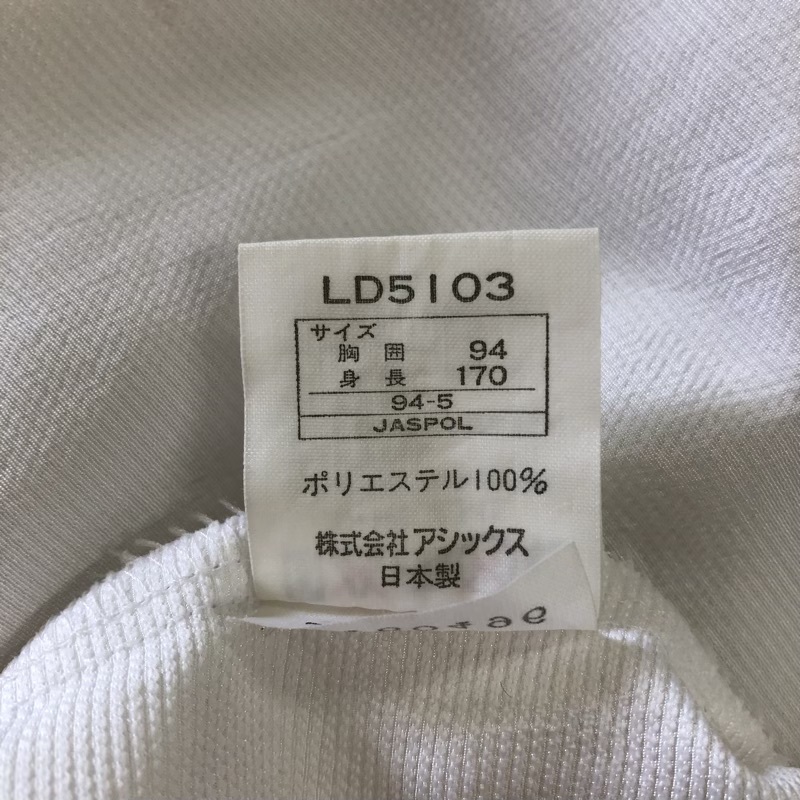 LD5103
サイズ
胸囲 94
身長 170
94-5
JASPOL
ポリエステル100%
株式会社アシックス
日本製